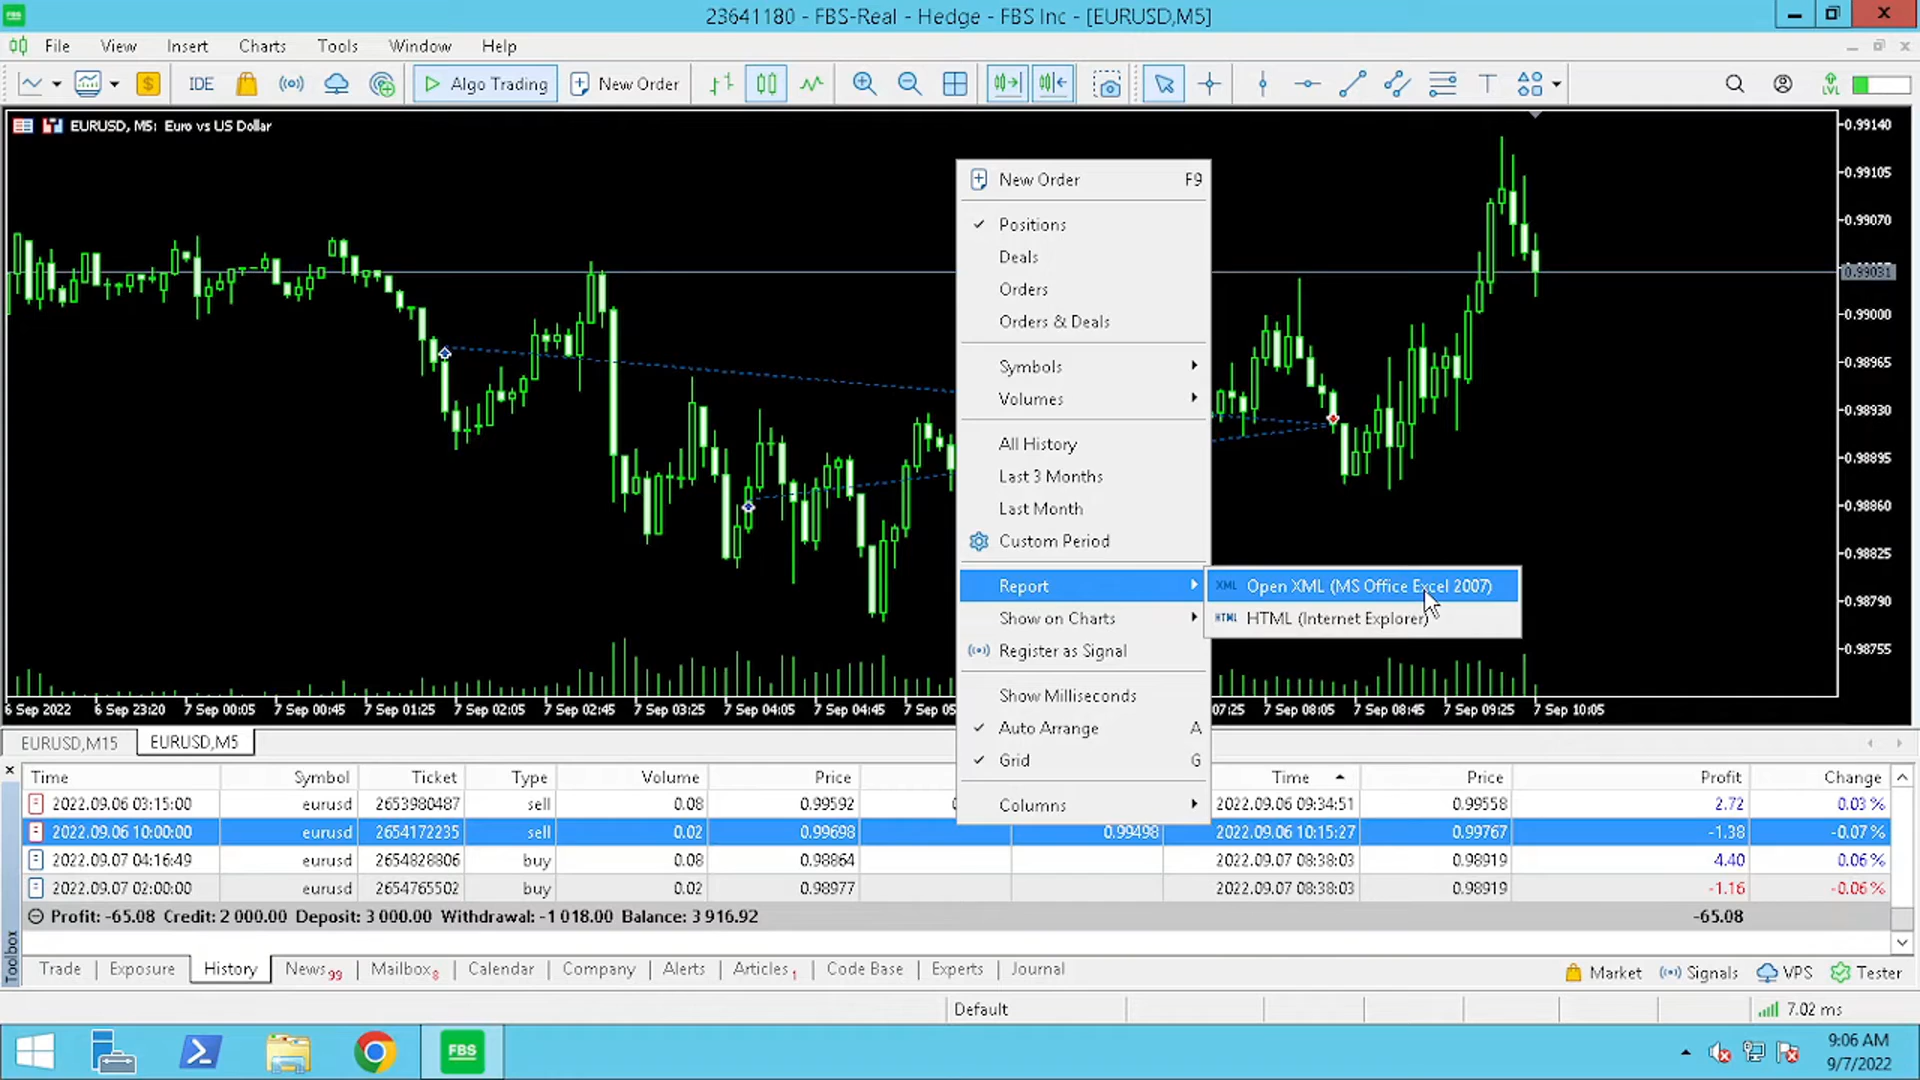 FBS
23641180 - FBS-Real - Hedge - FBS Inc - [EURUSD,M5]
File View Insert Charts Tools Window Help
IDE Algo Trading New Order LVL
EURUSD, M5: Euro vs US Dollar
0.99140
0.99105
0.99070
0.99031
0.99000
0.98965
0.98930
0.98895
0.98860
0.98825
0.98790
0.98755
New Order F9
Positions
Deals
Orders
Orders & Deals
Symbols
Volumes
All History
Last 3 Months
Last Month
Custom Period
Report
Show on Charts
Register as Signal
Show Milliseconds
Auto Arrange A
Grid G
Columns
XML Open XML (MS Office Excel 2007)
HTML HTML (Internet Explorer)
6 Sep 2022 6 Sep 23:20 7 Sep 00:05 7 Sep 00:45 7 Sep 01:25 7 Sep 02:05 7 Sep 02:45 7 Sep 03:25 7 Sep 04:05 7 Sep 04:45 7 Sep 05 07:25 7 Sep 08:05 7 Sep 08:45 7 Sep 09:25 7 Sep 10:05
EURUSD,M15 EURUSD,M5
Time Symbol Ticket Type Volume Price Time Price Profit Change
2022.09.06 03:15:00 eurusd 2653980487 sell 0.08 0.99592 2022.09.06 09:34:51 0.99558 2.72 0.03 %
2022.09.06 10:00:00 eurusd 2654172235 sell 0.02 0.99698 0.99498 2022.09.06 10:15:27 0.99767 -1.38 -0.07 %
2022.09.07 04:16:49 eurusd 2654828806 buy 0.08 0.98864 2022.09.07 08:38:03 0.98919 4.40 0.06 %
2022.09.07 02:00:00 eurusd 2654765502 buy 0.02 0.98977 2022.09.07 08:38:03 0.98919 -1.16 -0.06 %
Profit: -65.08 Credit: 2 000.00 Deposit: 3 000.00 Withdrawal: -1 018.00 Balance: 3 916.92 -65.08
Toolbox
Trade Exposure History News 99 Mailbox 8 Calendar Company Alerts Articles 1 Code Base Experts Journal Market Signals VPS Tester
Default 7.02 ms
FBS
9:06 AM
9/7/2022